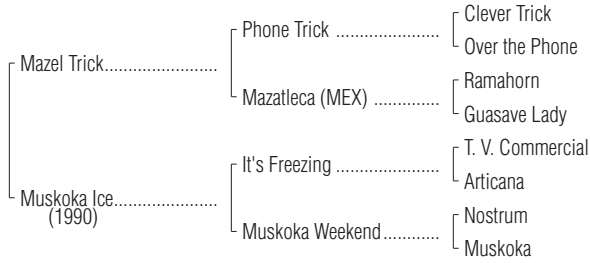 Clever Trick
Phone Trick ....................
Over the Phone
Mazel Trick......................
Ramahorn
Mazatleca (MEX) .............
Guasave Lady
T. V. Commercial
It's Freezing ....................
Articana
Muskoka Ice....................
(1990)
Nostrum
Muskoka Weekend...........
Muskoka